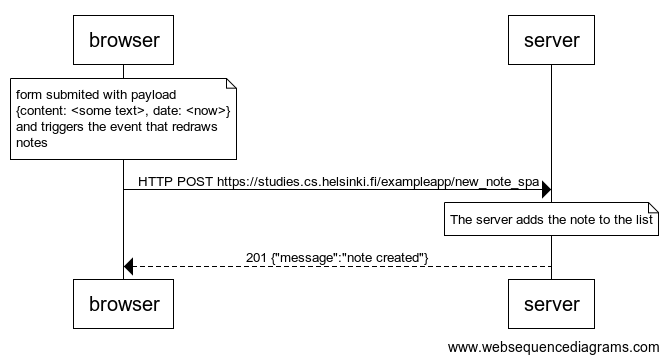 browser
server
form submited with payload
{content: <some text>, date: <now>}
and triggers the event that redraws
notes
HTTP POST https://studies.cs.helsinki.fi/exampleapp/new_note_spa
The server adds the note to the list
201 {"message":"note created"}
browser
server
www.websequencediagrams.com